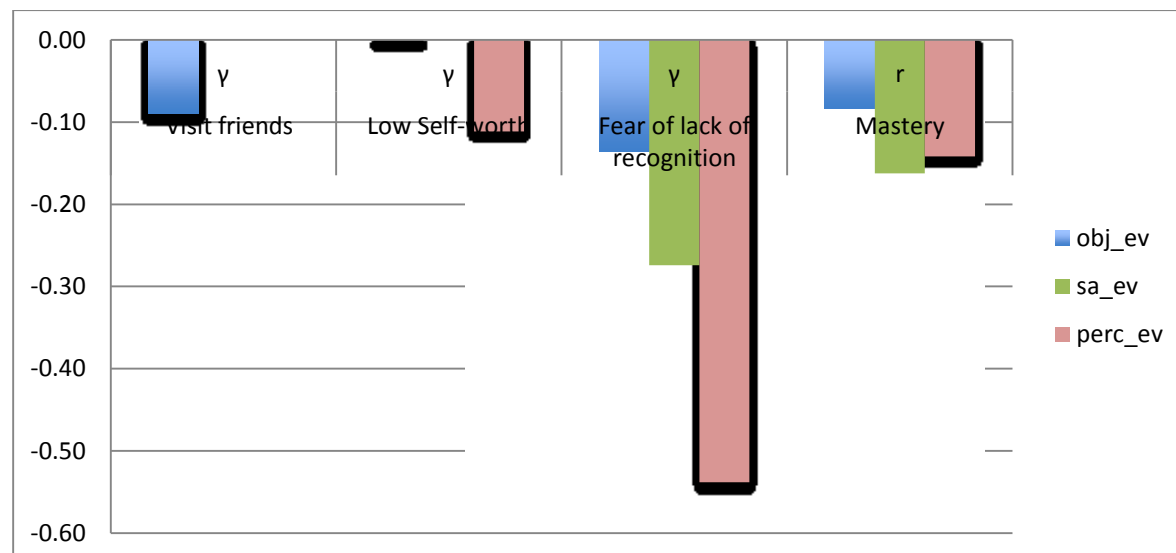 0.00
-0.10
-0.20
-0.30
-0.40
-0.50
-0.60
γ γ γ r
Visit friends Low Self-worth Fear of lack of recognition Mastery
obj_ev
sa_ev
perc_ev